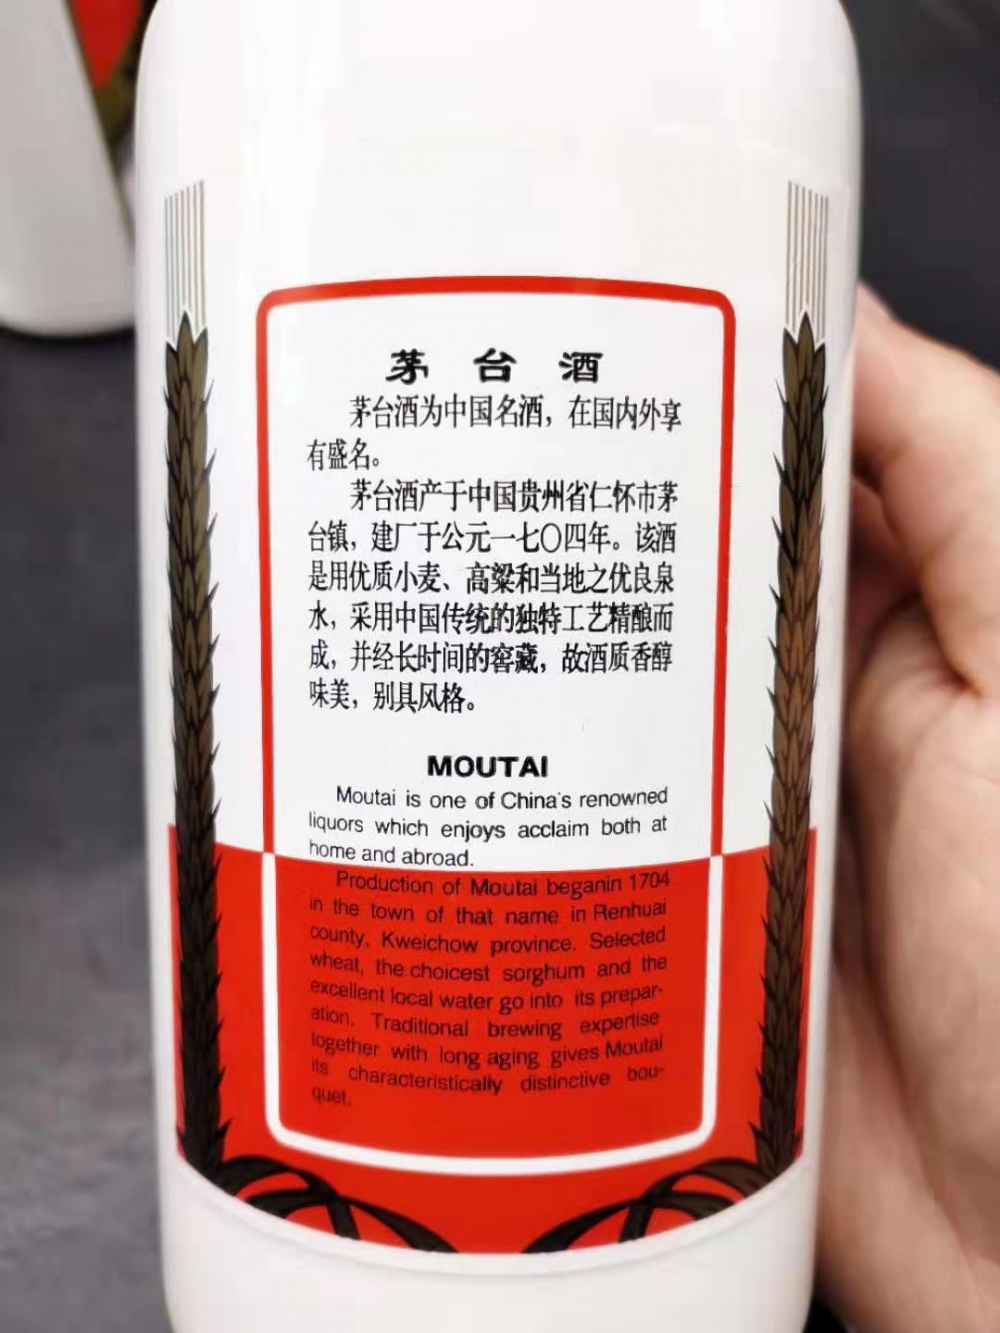 茅台酒
茅台酒为中国名酒，在国内外享
有盛名。
茅台酒产于中国贵州省仁怀市茅
台镇，建厂于公元一七〇四年。该酒
是用优质小麦、高粱和当地之优良泉
水，采用中国传统的独特工艺精酿而
成，并经长时间的窖藏，故酒质香醇
味美，别具风格。
MOUTAI
Moutai is one of China's renowned
liquors which enjoys acclaim both at
home and abroad.
Production of Moutai beganin 1704
in the town of that name in Renhuai
county, Kweichow province. Selected
wheat, the choicest sorghum and the
excellent local water go into its prepar-
ation. Traditional brewing expertise
together with long aging gives Moutai
its characteristically distinctive bou-
quet.